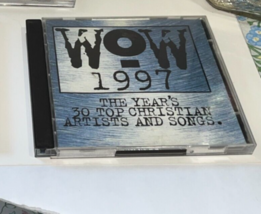 WOW
1997
THE YEAR'S
30 TOP CHRISTIAN
ARTISTS AND SONGS.